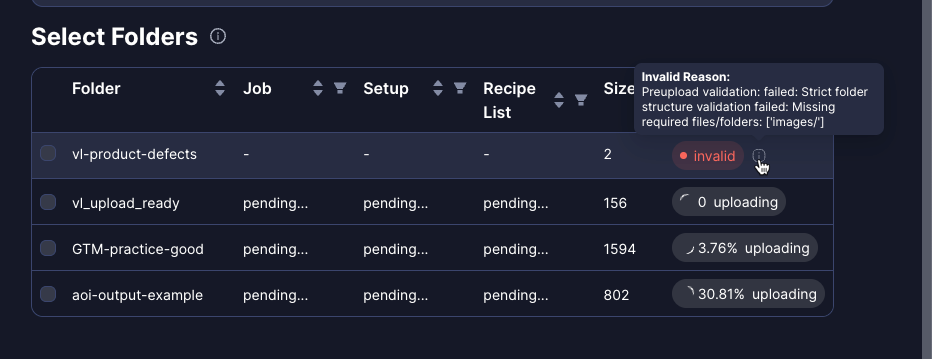 Select Folders
Folder Job Setup Recipe List Size
Invalid Reason:
Preupload validation: failed: Strict folder
structure validation failed: Missing
required files/folders: ['images/']
vl-product-defects - - - 2 invalid
vl_upload_ready pending... pending... pending... 156 0 uploading
GTM-practice-good pending... pending... pending... 1594 3.76% uploading
aoi-output-example pending... pending... pending... 802 30.81% uploading